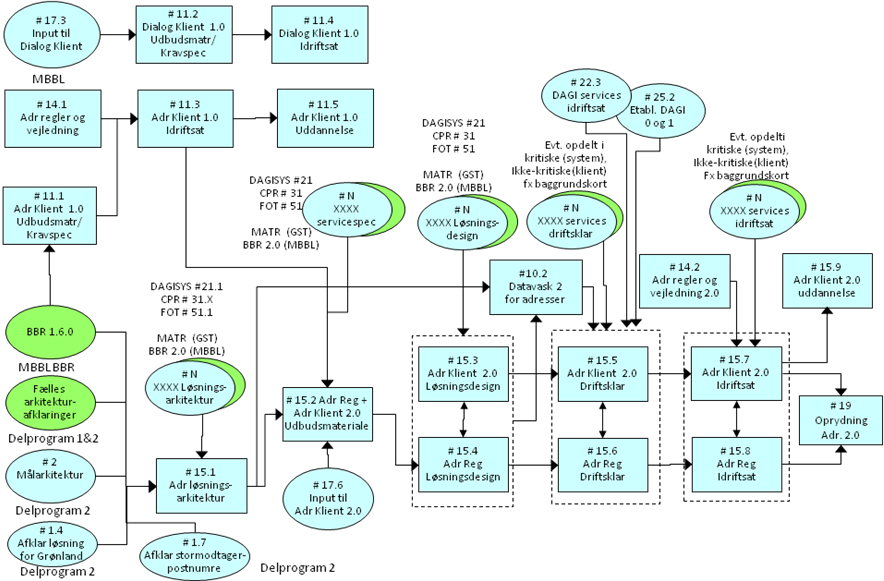 # 17.3
Input til
Dialog Klient
MBBL
# 11.2
Dialog Klient 1.0
Udbudsmatr/
Kravspec
# 11.4
Dialog Klient 1.0
Idriftsat
# 14.1
Adr regler og
vejledning
# 11.3
Adr Klient 1.0
Idriftsat
# 11.5
Adr Klient 1.0
Uddannelse
# 11.1
Adr Klient 1.0
Udbudsmatr/
Kravspec
DAGISYS #21
CPR # 31
FOT # 51
MATR (GST)
BBR 2.0 (MBBL)
# N
XXXX
servicespec
DAGISYS #21
CPR # 31
FOT # 51
MATR (GST)
BBR 2.0 (MBBL)
# N
XXXX Løsnings-
design
Evt. opdelt i
kritiske (system),
Ikke-kritiske(klient)
fx baggrundskort
# N
XXXX services
driftsklar
# 22.3
DAGI services
idriftsat
# 25.2
Etabl. DAGI
0 og 1
Evt. opdelti
kritiske (system),
Ikke-kritiske(klient)
Fx baggrundskort
# N
XXXX services
idriftsat
DAGISYS #21.1
CPR # 31.X
FOT # 51.1
MATR (GST)
BBR 2.0 (MBBL)
# N
XXXX Løsnings-
arkitektur
#10.2
Datavask 2
for adresser
# 14.2
Adr regler og
vejledning 2.0
# 15.9
Adr Klient 2.0
uddannelse
BBR 1.6.0
MBBL BBR
Fælles
arkitektur-
afklaringer
Delprogram 1&2
# 2
Målarkitektur
Delprogram 2
# 1.4
Afklar løsning
for Grønland
Delprogram 2
# 15.1
Adr løsnings-
arkitektur
# 1.7
Afklar stormodtager-
postnumre
Delprogram 2
# 15.2 Adr Reg +
Adr Klient 2.0
Udbudsmateriale
# 17.6
Input til
Adr Klient 2.0
# 15.3
Adr Klient 2.0
Løsningsdesign
# 15.4
Adr Reg
Løsningsdesign
# 15.5
Adr Klient 2.0
Driftsklar
# 15.6
Adr Reg
Driftsklar
# 15.7
Adr Klient 2.0
Idriftsat
# 15.8
Adr Reg
Idriftsat
# 19
Oprydning
Adr. 2.0